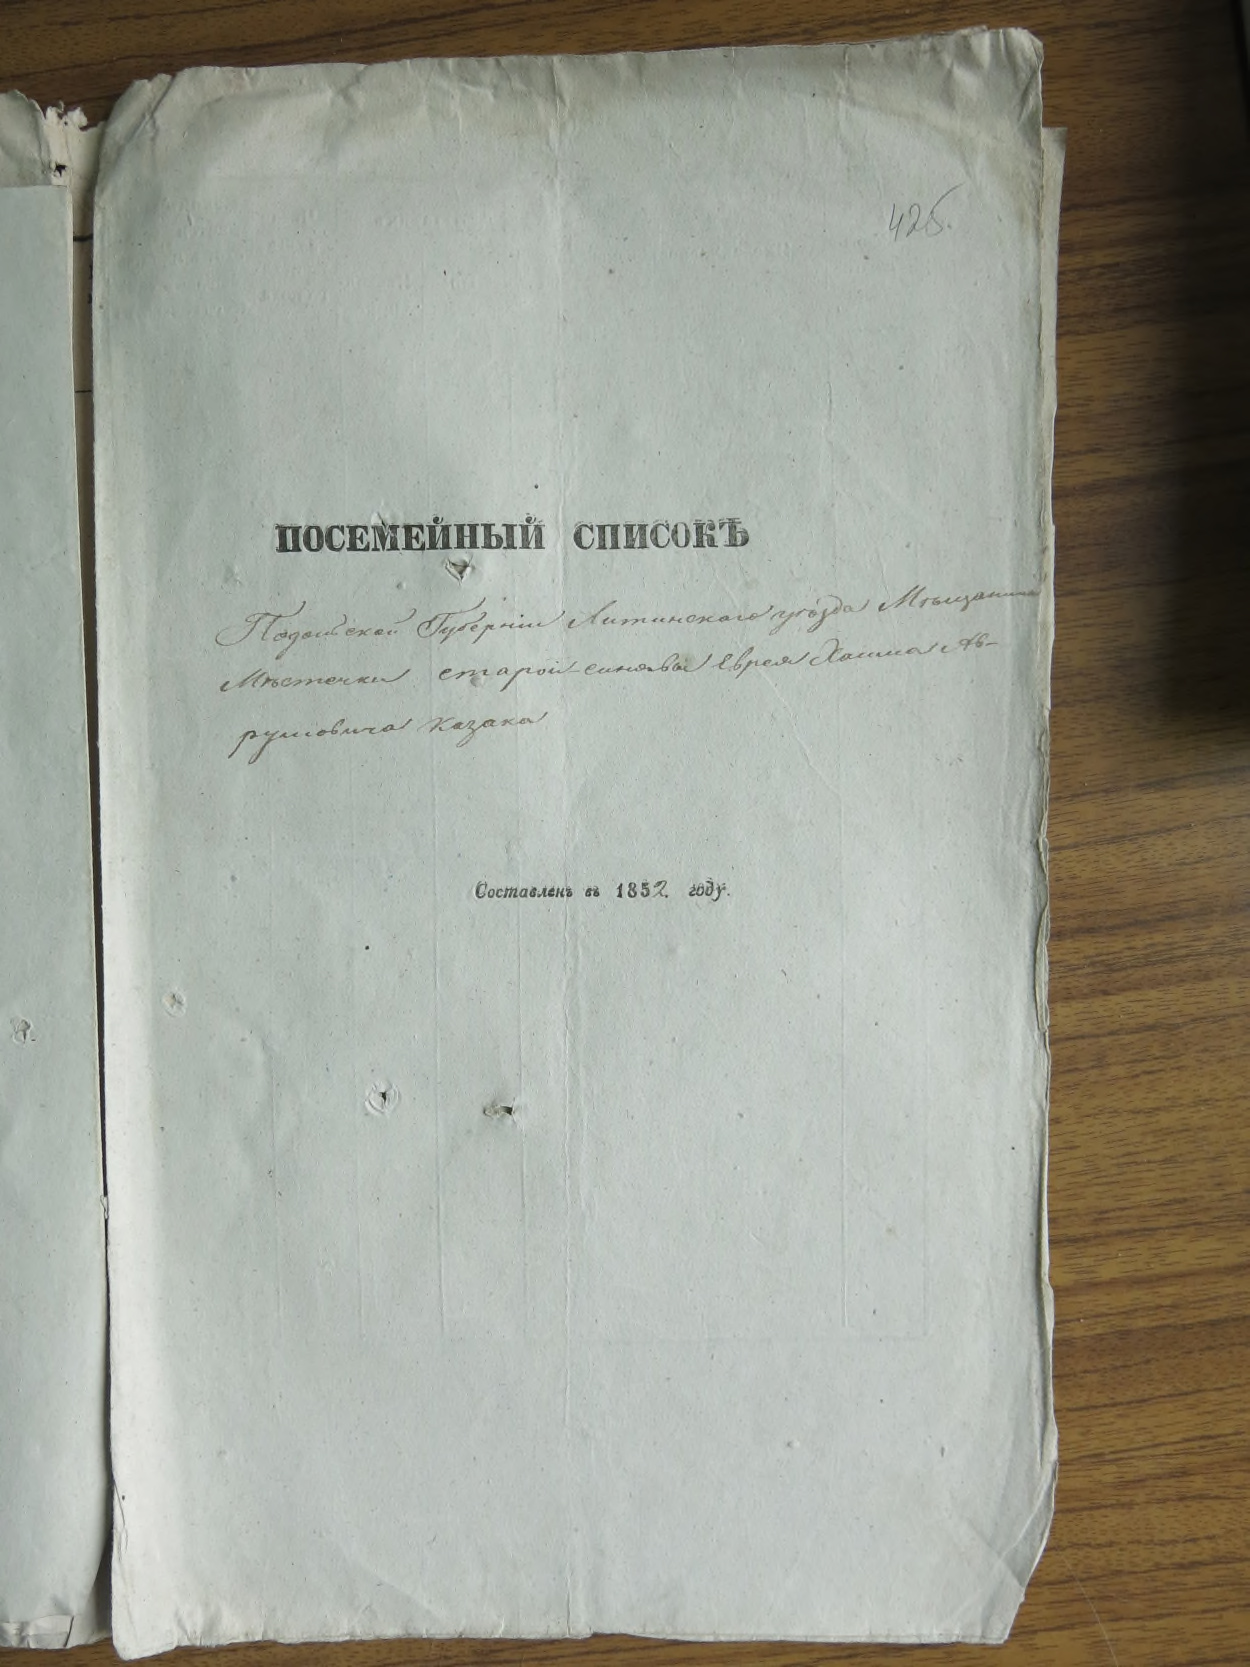 425.
ПОСЕМЕЙНЫЙ СПИСОКЪ
Подольской Губерніи Литинскаго уѣзда Мѣщанина
Мѣстечка старой-синявы Еврея Хаима Ав-
румовича Казака
Составленъ въ 1852 году.